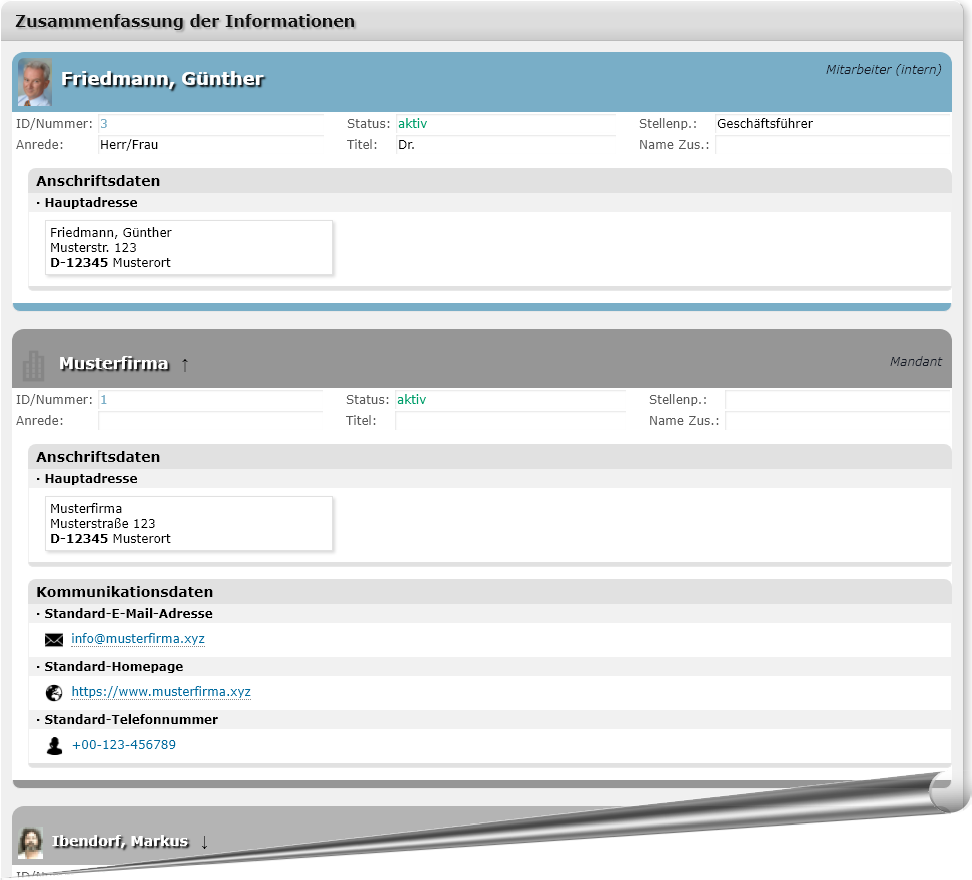 Zusammenfassung der Informationen
Friedmann, Günther Mitarbeiter (intern)
ID/Nummer: 3 Status: aktiv Stellenp.: Geschäftsführer
Anrede: Herr/Frau Titel: Dr. Name Zus.:
Anschriftsdaten
· Hauptadresse
Friedmann, Günther
Musterstr. 123
D-12345 Musterort
Musterfirma ↑ Mandant
ID/Nummer: 1 Status: aktiv Stellenp.:
Anrede: Titel: Name Zus.:
Anschriftsdaten
· Hauptadresse
Musterfirma
Musterstraße 123
D-12345 Musterort
Kommunikationsdaten
· Standard-E-Mail-Adresse
info@musterfirma.xyz
· Standard-Homepage
https://www.musterfirma.xyz
· Standard-Telefonnummer
+00-123-456789
Ibendorf, Markus ↓